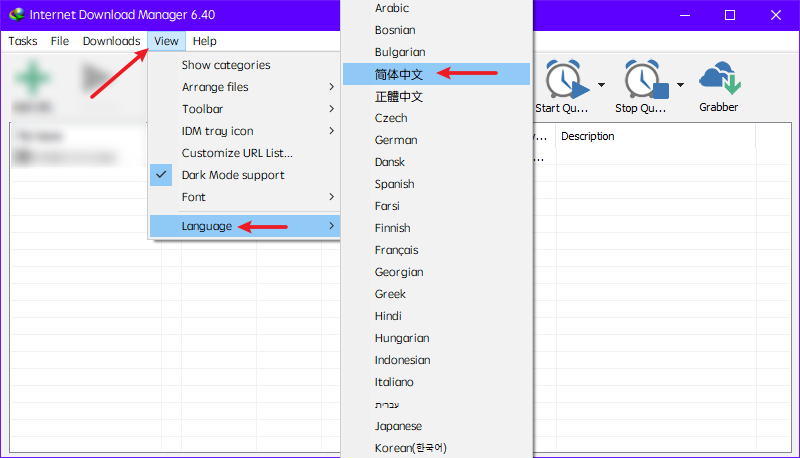 Internet Download Manager 6.40
Tasks File Downloads View Help
Show categories
Arrange files
Toolbar
IDM tray icon
Customize URL List...
Dark Mode support
Font
Language
Arabic
Bosnian
Bulgarian
简体中文
正體中文
Czech
German
Dansk
Spanish
Farsi
Finnish
Français
Georgian
Greek
Hindi
Hungarian
Indonesian
Italiano
עברית
Japanese
Korean(한국어)
Start Qu...
Stop Qu...
Grabber
Description